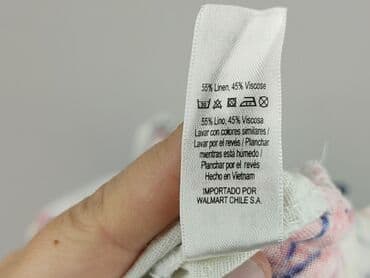 55% Linen, 45% Viscose
55% Lino, 45% Viscosa
Lavar con colores similares /
Lavar por el revés / Planchar
mientras está húmedo /
Planchar por el revés
Hecho en Vietnam
IMPORTADO POR
WALMART CHILE S.A.